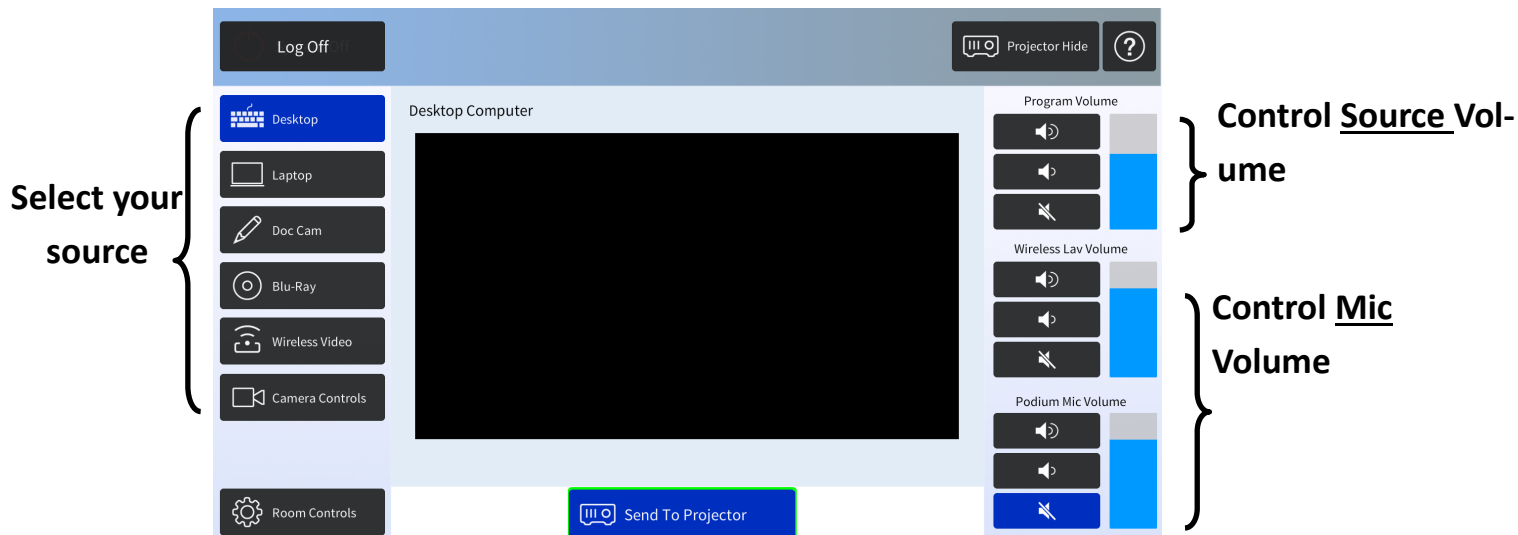 Log Off
Projector Hide
?
Select your
source
Desktop
Laptop
Doc Cam
Blu-Ray
Wireless Video
Camera Controls
Room Controls
Desktop Computer
Send To Projector
Program Volume
Wireless Lav Volume
Podium Mic Volume
Control Source Vol-
ume
Control Mic
Volume